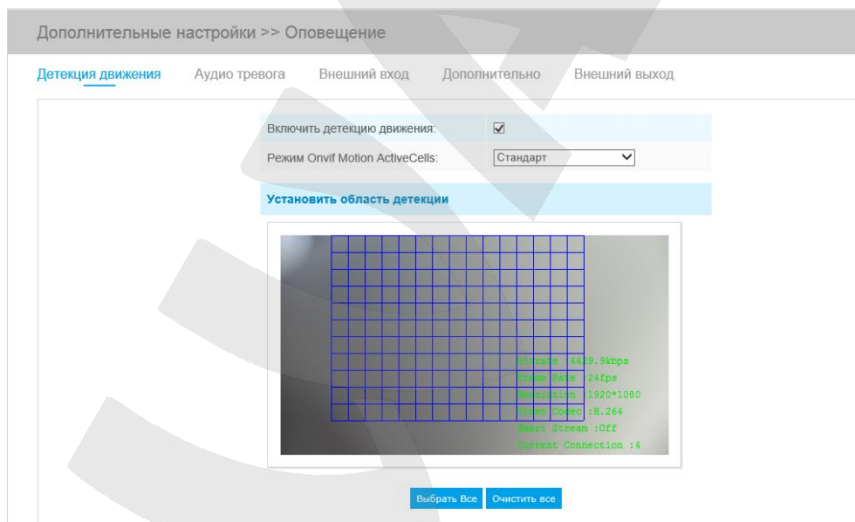 Дополнительные настройки >> Оповещение
Детекция движения Аудио тревога Внешний вход Дополнительно Внешний выход
Включить детекцию движения:
Режим Onvif Motion ActiveCells: Стандарт
Установить область детекции
Bitrate :4429.9kbps
Frame Rate :24fps
Resolution :1920*1080
Video Codec :H.264
Smart Stream :Off
Current Connection :4
Выбрать Все Очистить все